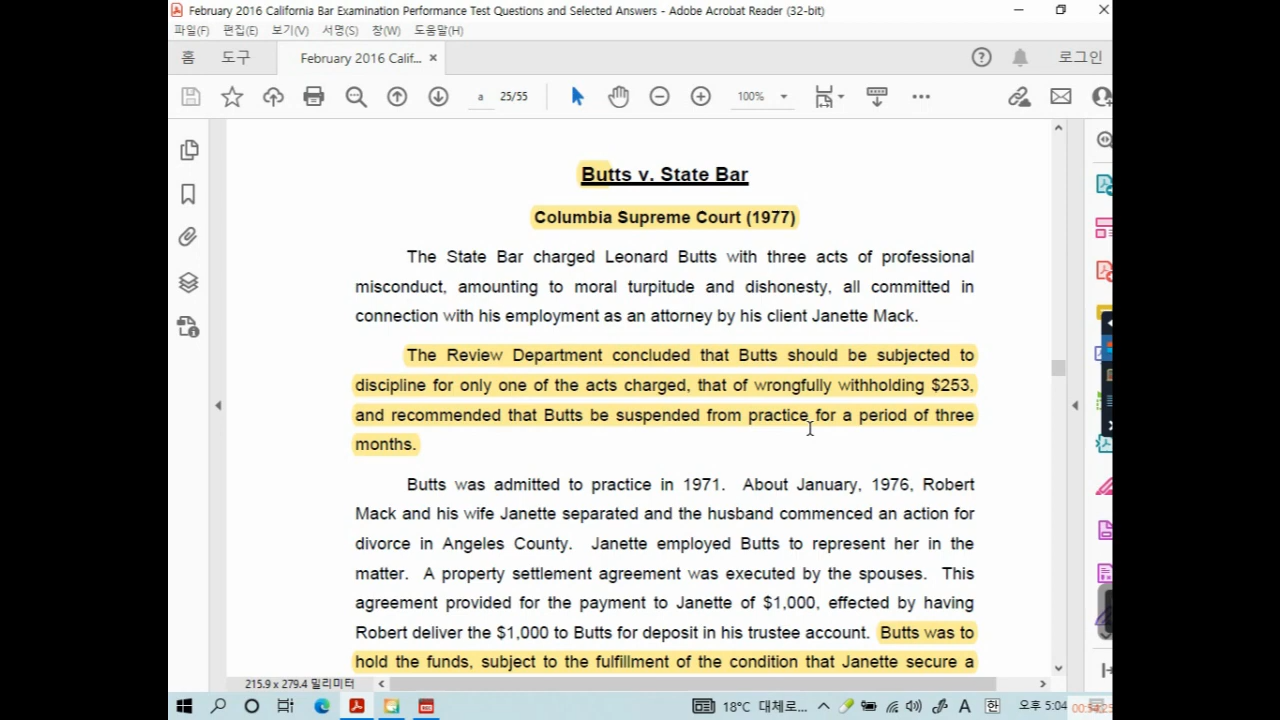 February 2016 California Bar Examination Performance Test Questions and Selected Answers - Adobe Acrobat Reader (32-bit)
파일(F) 편집(E) 보기(V) 서명(S) 창(W) 도움말(H)
홈 도구 February 2016 Calif... × 로그인
a 25/55 100%
Butts v. State Bar
Columbia Supreme Court (1977)
The State Bar charged Leonard Butts with three acts of professional
misconduct, amounting to moral turpitude and dishonesty, all committed in
connection with his employment as an attorney by his client Janette Mack.
The Review Department concluded that Butts should be subjected to
discipline for only one of the acts charged, that of wrongfully withholding $253,
and recommended that Butts be suspended from practice for a period of three
months.
Butts was admitted to practice in 1971. About January, 1976, Robert
Mack and his wife Janette separated and the husband commenced an action for
divorce in Angeles County. Janette employed Butts to represent her in the
matter. A property settlement agreement was executed by the spouses. This
agreement provided for the payment to Janette of $1,000, effected by having
Robert deliver the $1,000 to Butts for deposit in his trustee account. Butts was to
hold the funds, subject to the fulfillment of the condition that Janette secure a
215.9 x 279.4 밀리미터
18°C 대체로... A 한 오후 5:04